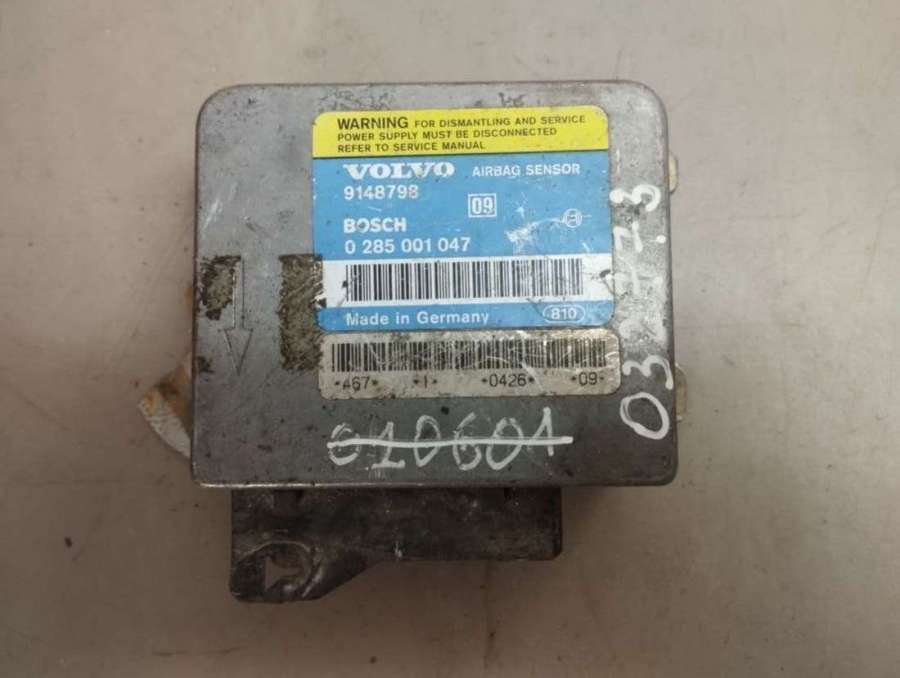 WARNING FOR DISMANTLING AND SERVICE
POWER SUPPLY MUST BE DISCONNECTED
REFER TO SERVICE MANUAL
VOLVO AIRBAG SENSOR
9148798
09
BOSCH
0 285 001 047
Made in Germany 810
*467* *1* *0426* *09*
010601